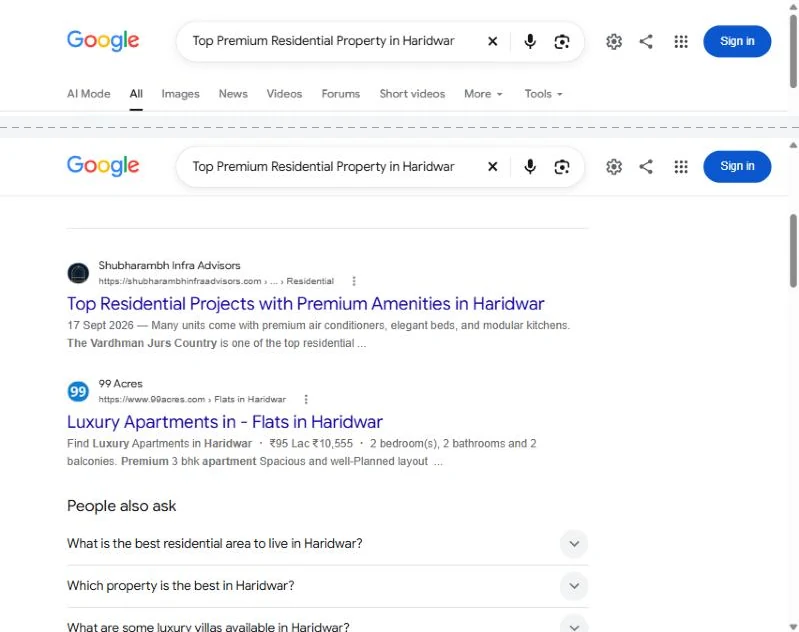 Google
Top Premium Residential Property in Haridwar
Sign in
AI Mode All Images News Videos Forums Short videos More Tools
Google
Top Premium Residential Property in Haridwar
Sign in
Shubharambh Infra Advisors
https://shubharambhinfraadvisors.com › ... › Residential
Top Residential Projects with Premium Amenities in Haridwar
17 Sept 2026 — Many units come with premium air conditioners, elegant beds, and modular kitchens.
The Vardhman Jurs Country is one of the top residential ...
99
99 Acres
https://www.99acres.com › Flats in Haridwar
Luxury Apartments in - Flats in Haridwar
Find Luxury Apartments in Haridwar · ₹95 Lac ₹10,555 · 2 bedroom(s), 2 bathrooms and 2
balconies. Premium 3 bhk apartment Spacious and well-Planned layout ...
People also ask
What is the best residential area to live in Haridwar?
Which property is the best in Haridwar?
What are some luxury villas available in Haridwar?